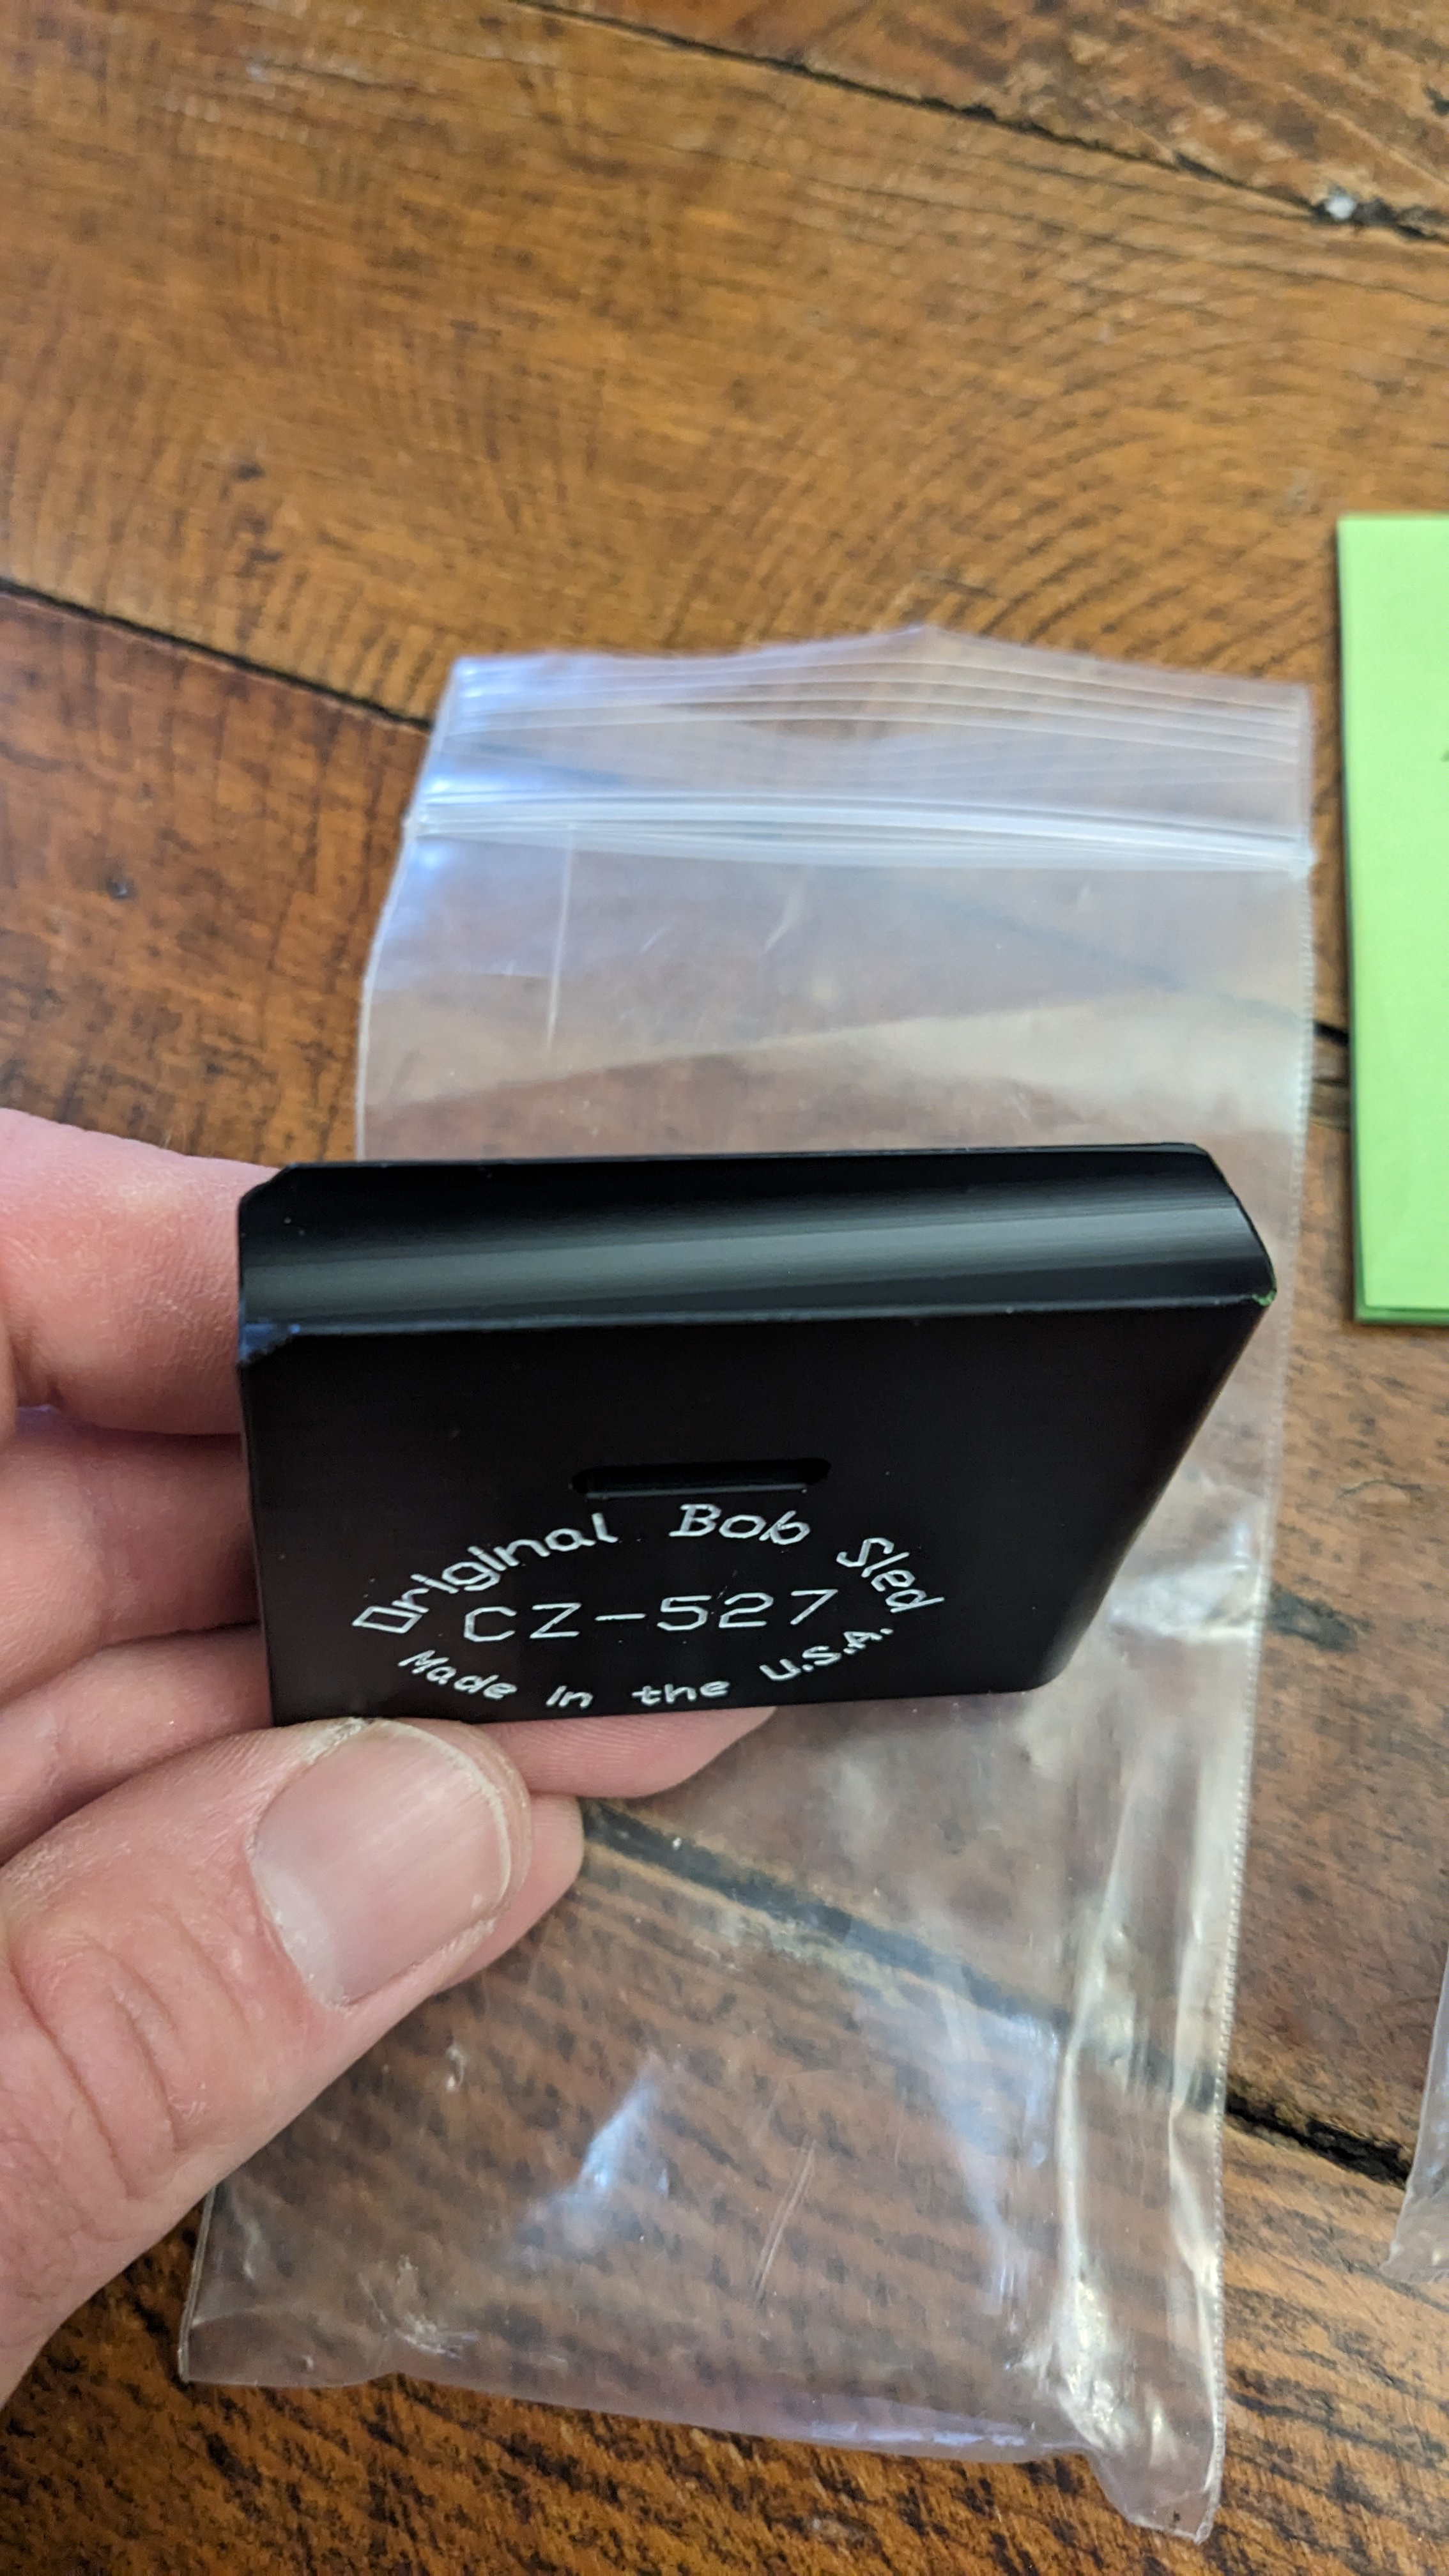 Original Bob Sled
CZ-527
Made in the U.S.A.